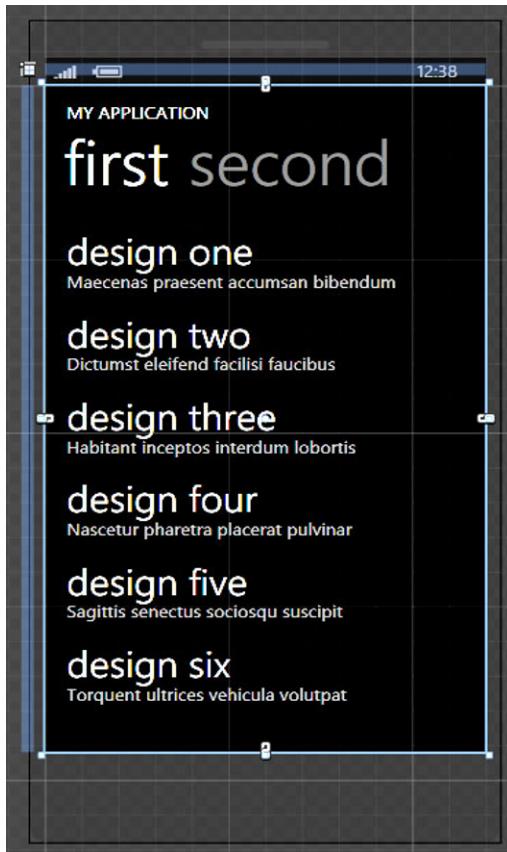 12:38
MY APPLICATION
first second
design one
Maecenas praesent accumsan bibendum
design two
Dictumst eleifend facilisi faucibus
design three
Habitant inceptos interdum lobortis
design four
Nascetur pharetra placerat pulvinar
design five
Sagittis senectus sociosqu suscipit
design six
Torquent ultrices vehicula volutpat